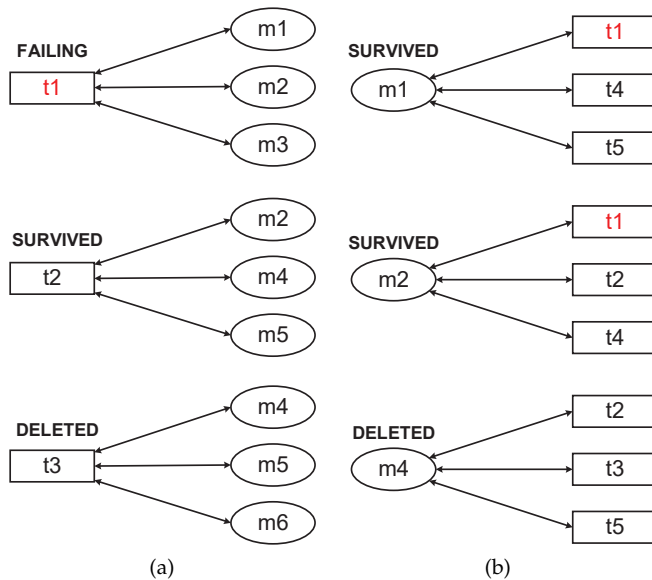 FAILING
t1
m1
m2
m3
SURVIVED
t2
m2
m4
m5
DELETED
t3
m4
m5
m6
(a)
SURVIVED
m1
t1
t4
t5
SURVIVED
m2
t1
t2
t4
DELETED
m4
t2
t3
t5
(b)